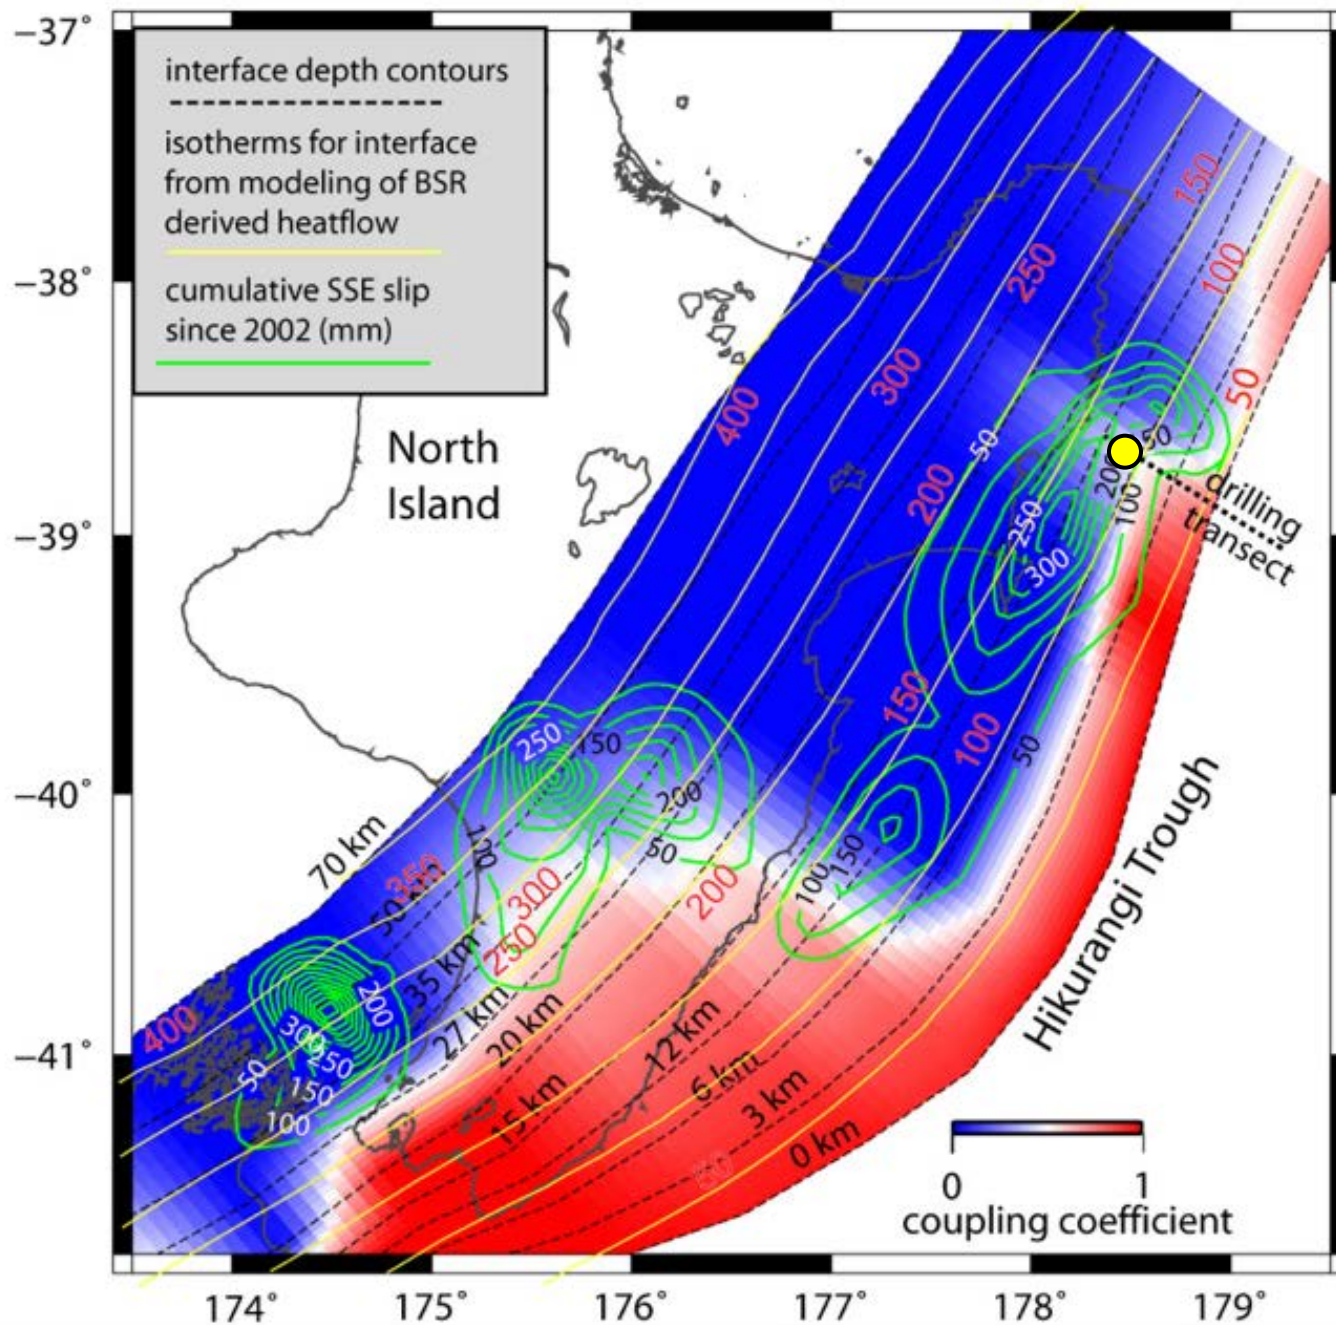 −37°
−38°
−39°
−40°
−41°
interface depth contours
isotherms for interface
from modeling of BSR
derived heatflow
cumulative SSE slip
since 2002 (mm)
North
Island
150
100
50
250
300
400
200
150
100
50
50
200
100
250
300
drilling
transect
50
250
150
200
50
120
100
150
70 km
350
300
250
200
50 km
35 km
27 km
20 km
15 km
12 km
6 km
3 km
0 km
50
400
200
300
250
150
100
50
Hikurangi Trough
0
1
coupling coefficient
174°
175°
176°
177°
178°
179°